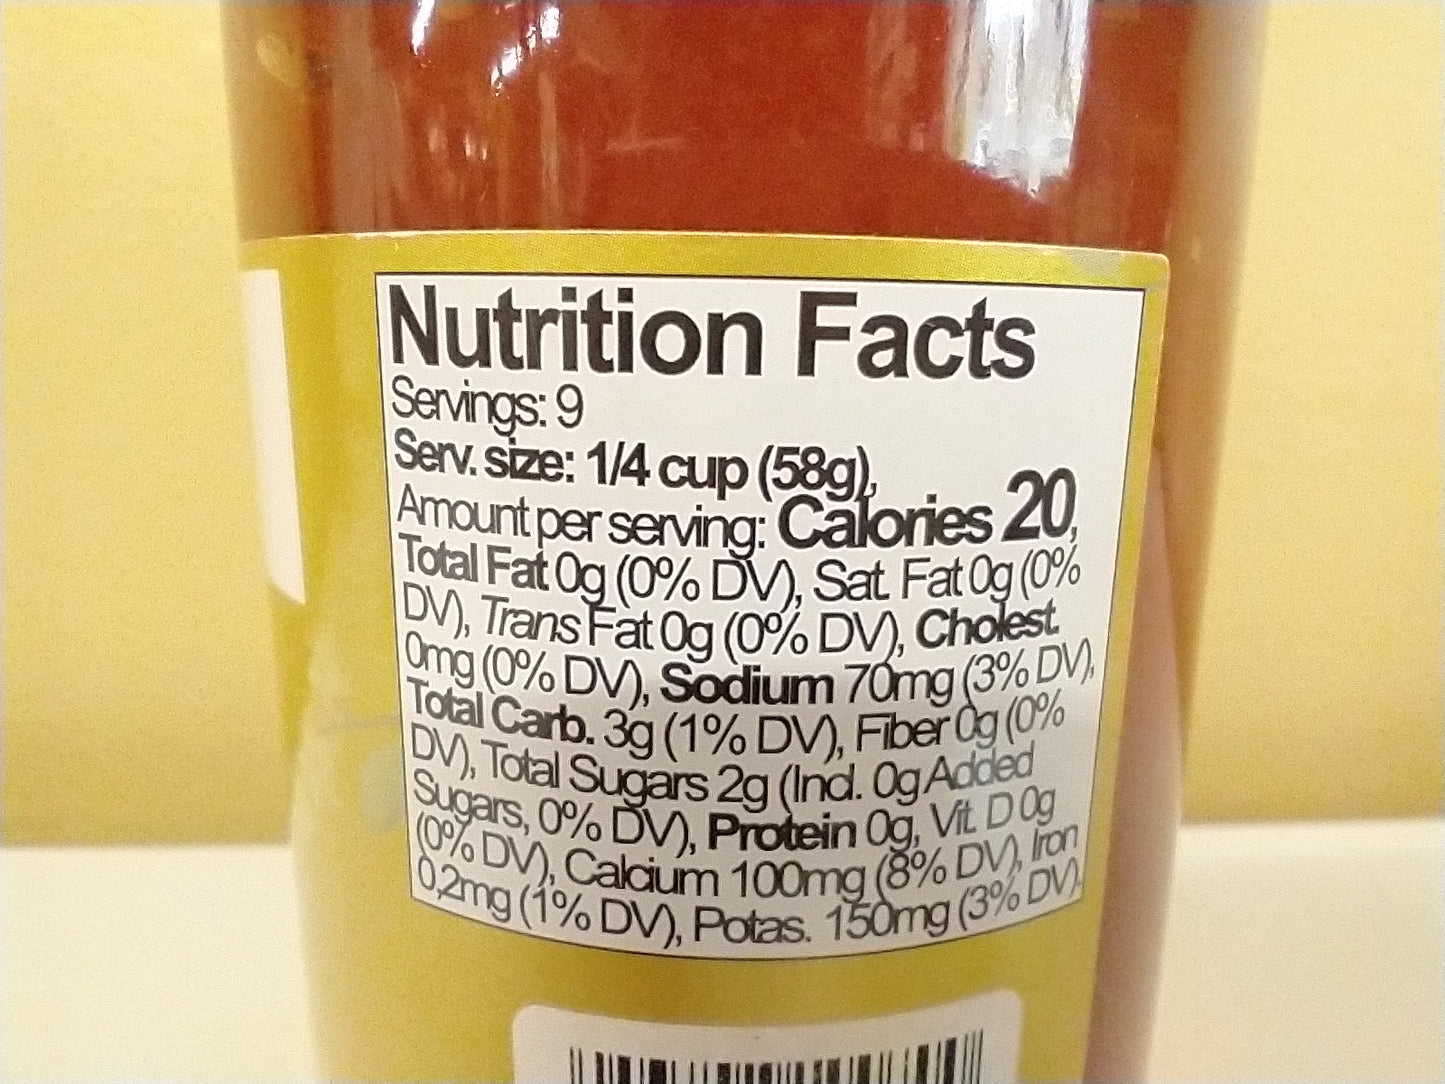 Nutrition Facts
Servings: 9
Serv. size: 1/4 cup (58g),
Amount per serving: Calories 20,
Total Fat 0g (0% DV), Sat. Fat 0g (0%
DV), Trans Fat 0g (0% DV), Cholest.
0mg (0% DV), Sodium 70mg (3% DV),
Total Carb. 3g (1% DV), Fiber 0g (0%
DV), Total Sugars 2g (Incl. 0g Added
Sugars, 0% DV), Protein 0g, Vit. D 0g
(0% DV), Calcium 100mg (8% DV), Iron
0,2mg (1% DV), Potas. 150mg (3% DV).